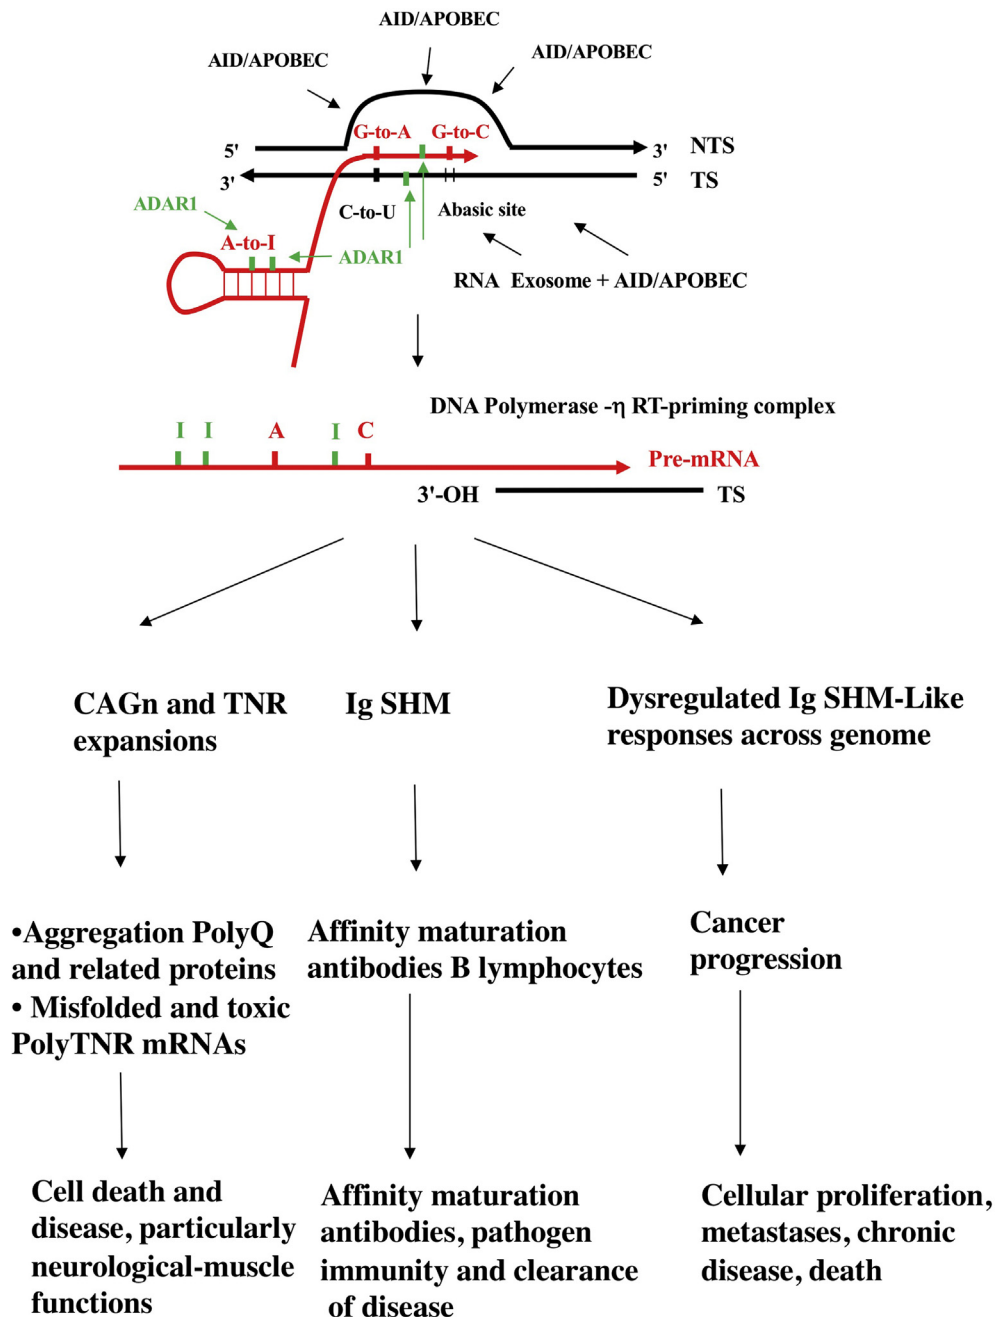 AID/APOBEC
AID/APOBEC
AID/APOBEC
G-to-A
G-to-C
5'
3'
NTS
3'
5'
TS
ADAR1
C-to-U
Abasic site
A-to-I
ADAR1
RNA Exosome + AID/APOBEC
DNA Polymerase -η RT-priming complex
I
I
A
I
C
Pre-mRNA
3'-OH
TS
CAGn and TNR
expansions
Ig SHM
Dysregulated Ig SHM-Like
responses across genome
•Aggregation PolyQ
and related proteins
• Misfolded and toxic
PolyTNR mRNAs
Affinity maturation
antibodies B lymphocytes
Cancer
progression
Cell death and
disease, particularly
neurological-muscle
functions
Affinity maturation
antibodies, pathogen
immunity and clearance
of disease
Cellular proliferation,
metastases, chronic
disease, death